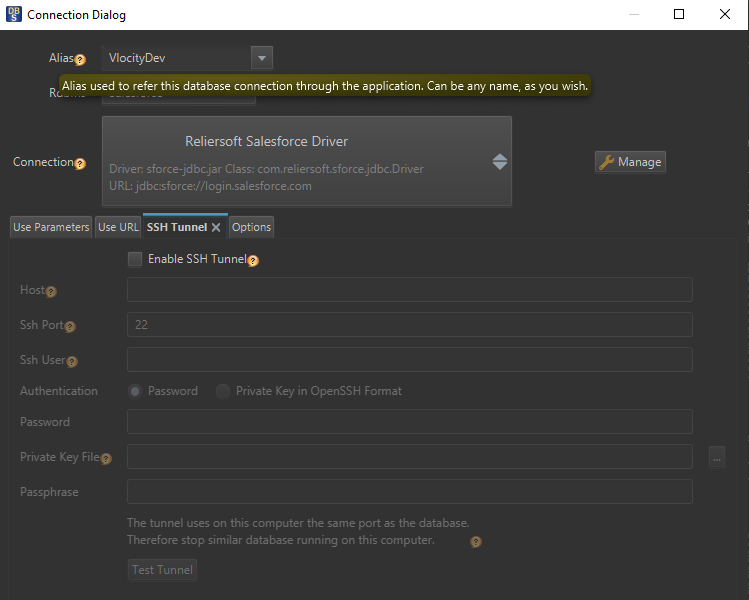 DB
S
Connection Dialog
Alias
VlocityDev
Alias used to refer this database connection through the application. Can be any name, as you wish.
Reliersoft Salesforce Driver
Connection
Driver: sforce-jdbc.jar Class: com.reliersoft.sforce.jdbc.Driver
URL: jdbc:sforce://login.salesforce.com
Manage
Use Parameters Use URL SSH Tunnel Options
Enable SSH Tunnel
Host
Ssh Port
22
Ssh User
Authentication Password Private Key in OpenSSH Format
Password
Private Key File
...
Passphrase
The tunnel uses on this computer the same port as the database.
Therefore stop similar database running on this computer.
Test Tunnel